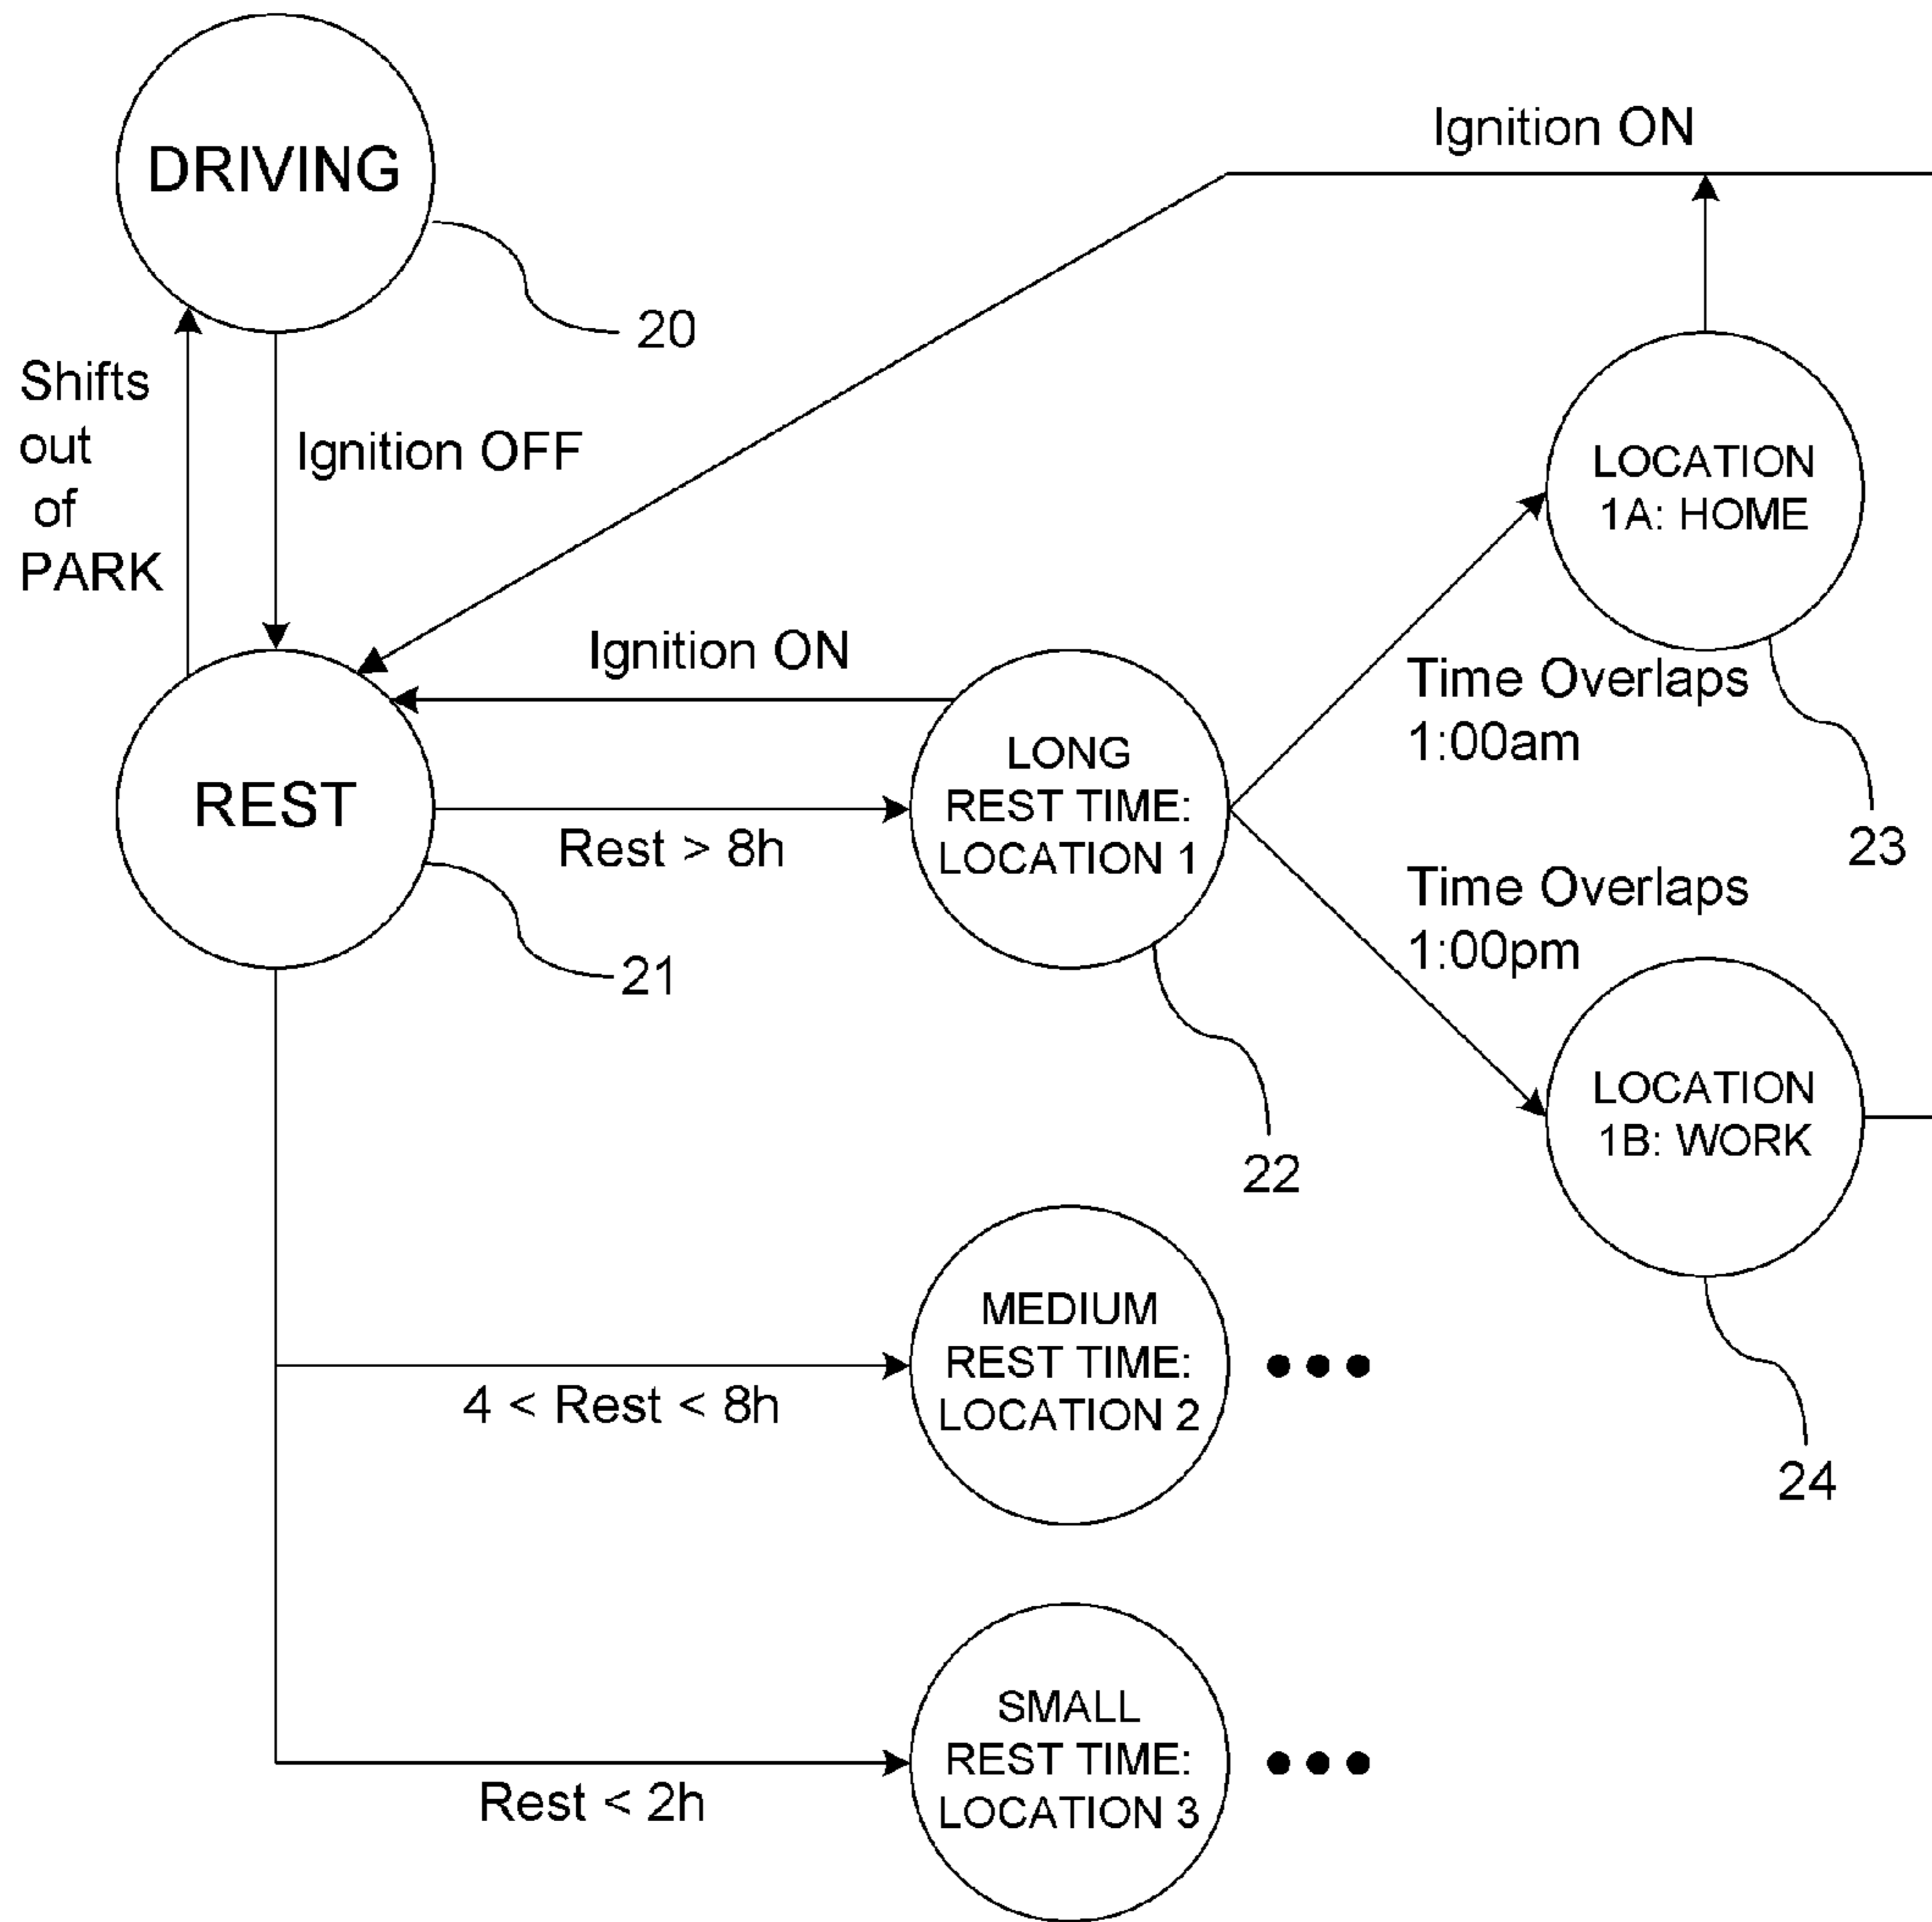 DRIVING
Ignition ON
20
Shifts
out
of
PARK
Ignition OFF
LOCATION
1A: HOME
Ignition ON
Time Overlaps
1:00am
REST
LONG
REST TIME:
LOCATION 1
Rest > 8h
23
Time Overlaps
1:00pm
21
LOCATION
1B: WORK
22
MEDIUM
REST TIME:
LOCATION 2
4 < Rest < 8h
24
SMALL
REST TIME:
LOCATION 3
Rest < 2h